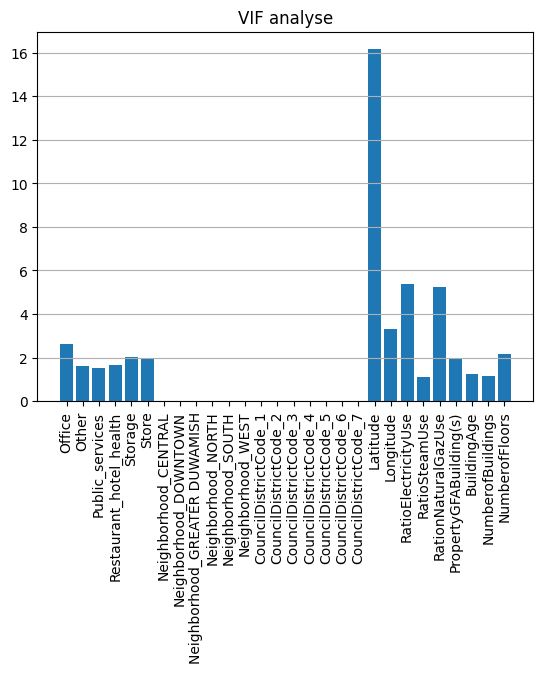 VIF analyse
16
14
12
10
8
6
4
2
0
Office
Other
Public_services
Restaurant_hotel_health
Storage
Store
Neighborhood_CENTRAL
Neighborhood_DOWNTOWN
Neighborhood_GREATER DUWAMISH
Neighborhood_NORTH
Neighborhood_SOUTH
Neighborhood_WEST
CouncilDistrictCode_1
CouncilDistrictCode_2
CouncilDistrictCode_3
CouncilDistrictCode_4
CouncilDistrictCode_5
CouncilDistrictCode_6
CouncilDistrictCode_7
Latitude
Longitude
RatioElectricityUse
RatioSteamUse
RationNaturalGazUse
PropertyGFABuilding(s)
BuildingAge
NumberofBuildings
NumberofFloors